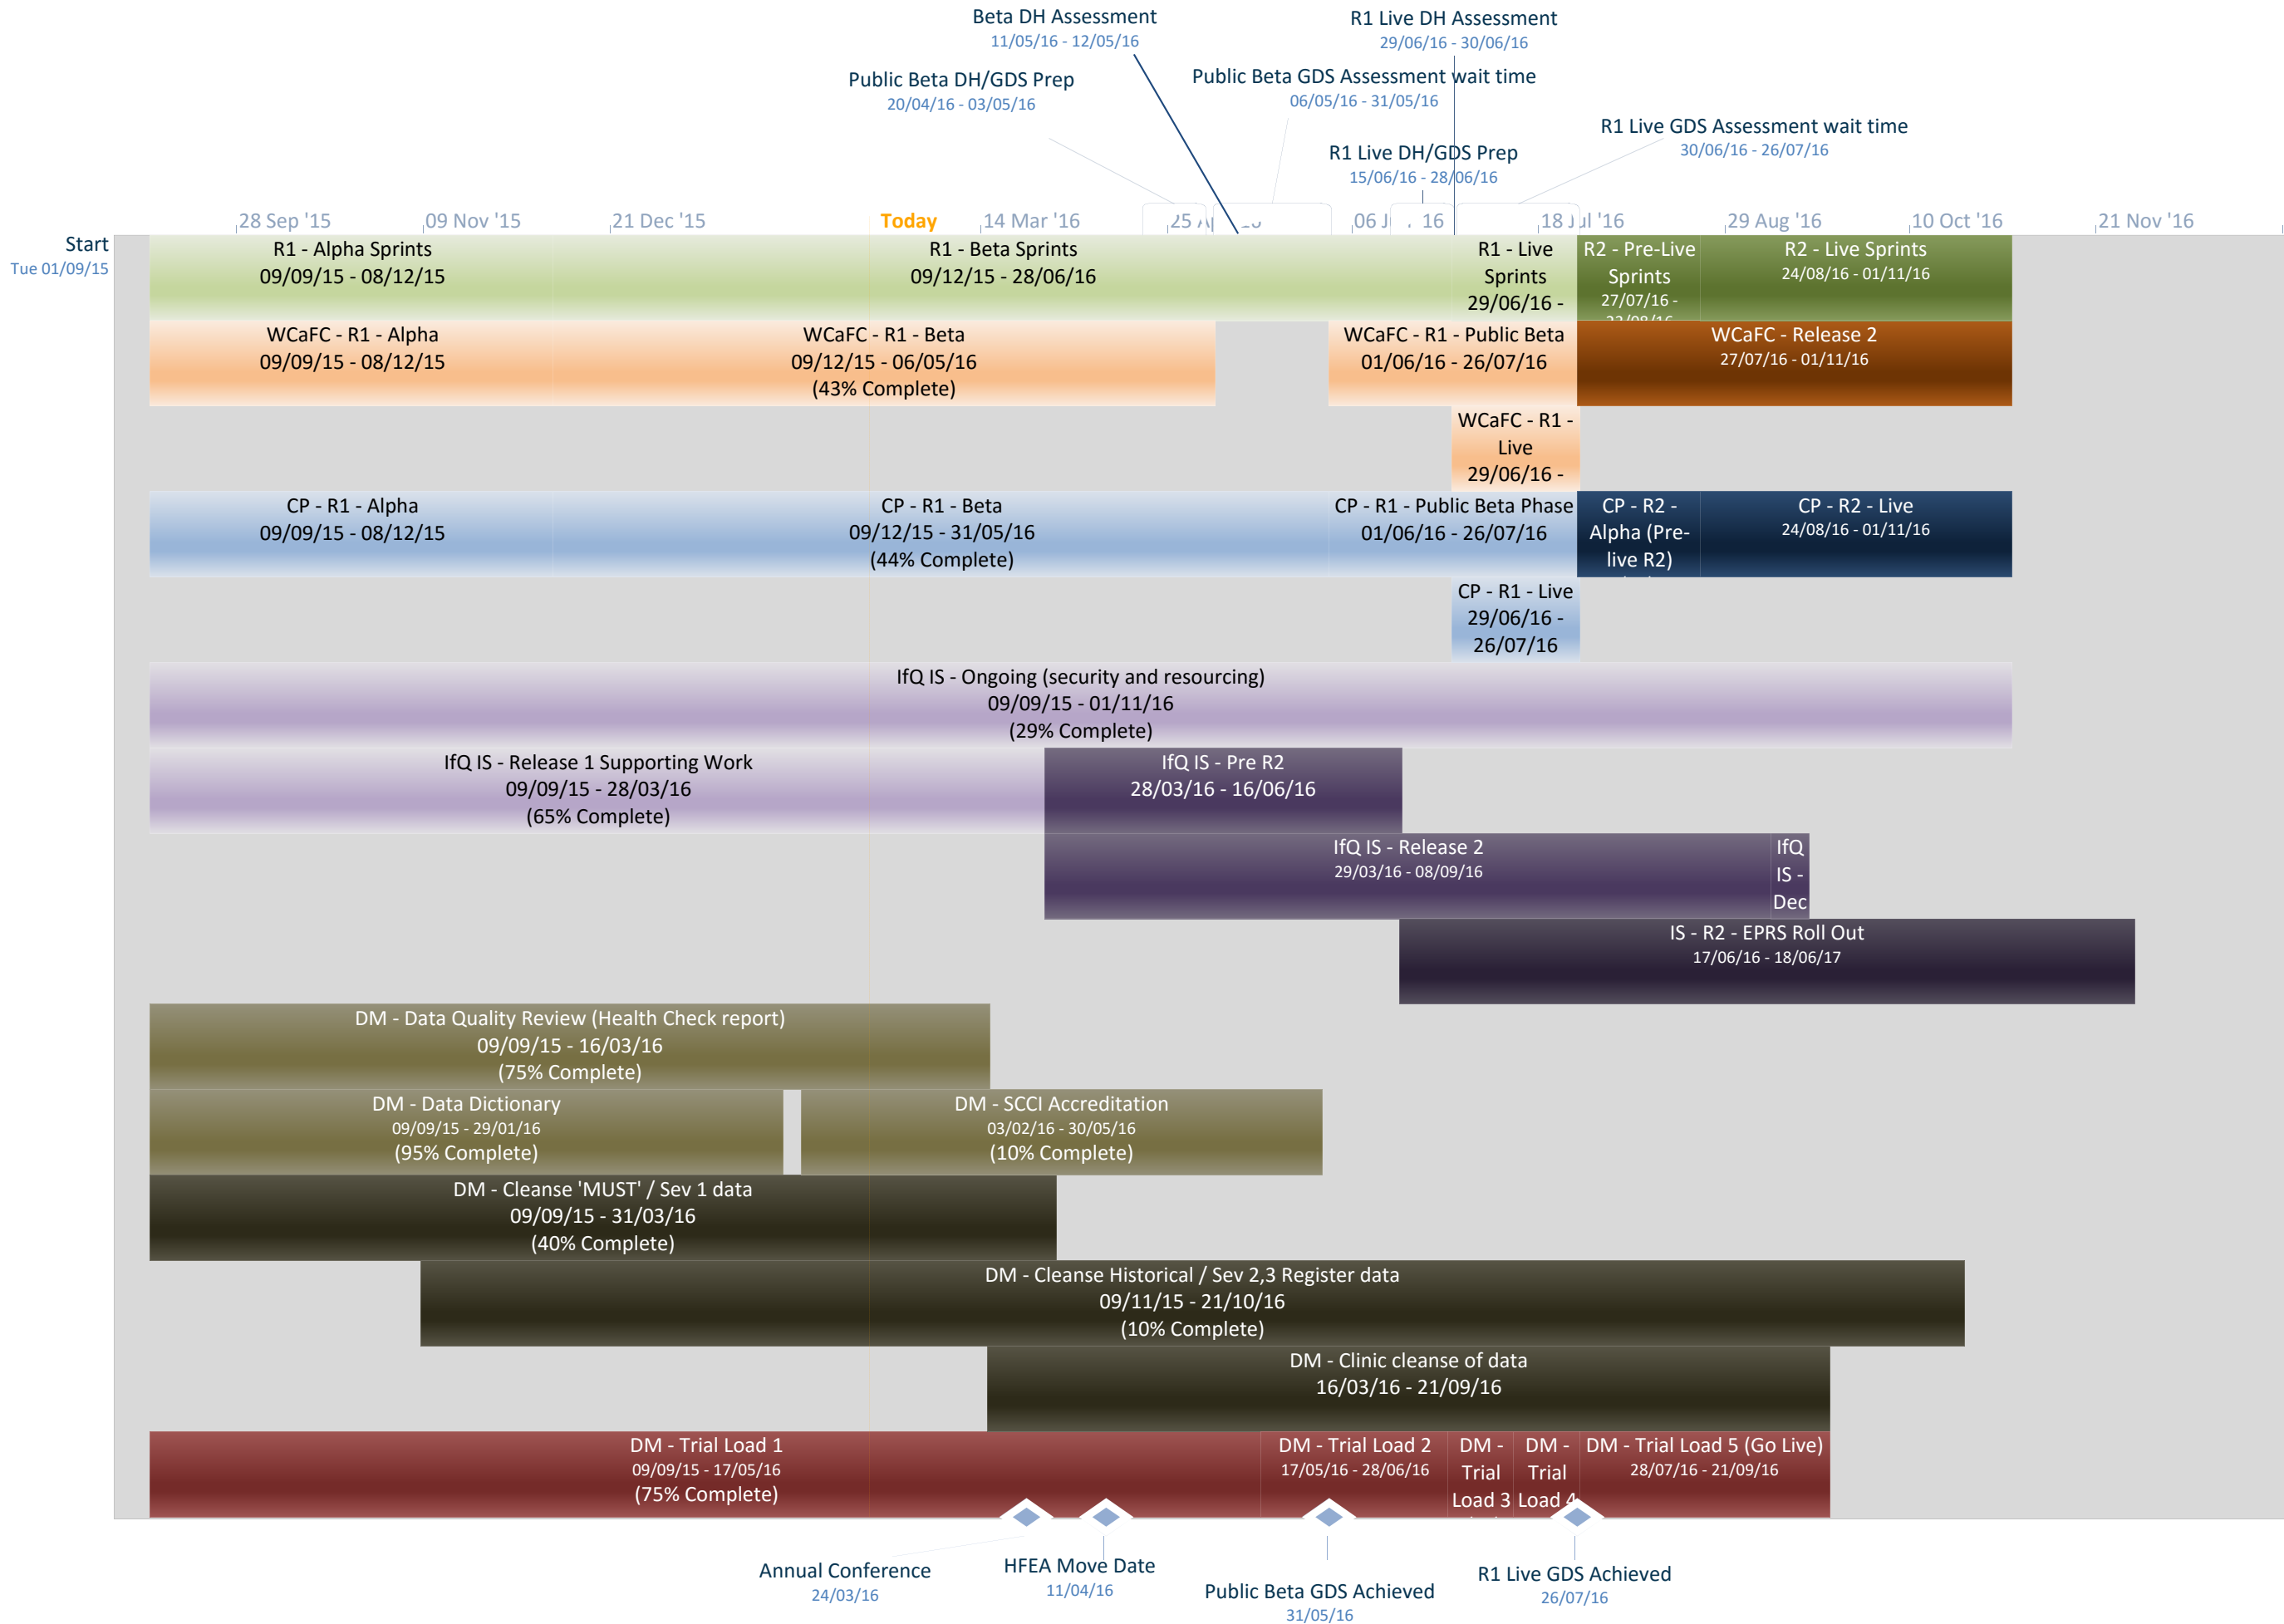 Beta DH Assessment
11/05/16 - 12/05/16
R1 Live DH Assessment
29/06/16 - 30/06/16
Public Beta DH/GDS Prep
20/04/16 - 03/05/16
Public Beta GDS Assessment wait time
06/05/16 - 31/05/16
R1 Live GDS Assessment wait time
30/06/16 - 26/07/16
R1 Live DH/GDS Prep
15/06/16 - 28/06/16
28 Sep '15
09 Nov '15
21 Dec '15
Today
14 Mar '16
25
06 16
18 Jul '16
29 Aug '16
10 Oct '16
21 Nov '16
Start
Tue 01/09/15
R1 - Alpha Sprints
09/09/15 - 08/12/15
R1 - Beta Sprints
09/12/15 - 28/06/16
R1 - Live
Sprints
29/06/16 -
R2 - Pre-Live
Sprints
27/07/16 -
R2 - Live Sprints
24/08/16 - 01/11/16
WCaFC - R1 - Alpha
09/09/15 - 08/12/15
WCaFC - R1 - Beta
09/12/15 - 06/05/16
(43% Complete)
WCaFC - R1 - Public Beta
01/06/16 - 26/07/16
WCaFC - Release 2
27/07/16 - 01/11/16
WCaFC - R1 -
Live
29/06/16 -
CP - R1 - Alpha
09/09/15 - 08/12/15
CP - R1 - Beta
09/12/15 - 31/05/16
(44% Complete)
CP - R1 - Public Beta Phase
01/06/16 - 26/07/16
CP - R2 -
Alpha (Pre-
live R2)
CP - R2 - Live
24/08/16 - 01/11/16
CP - R1 - Live
29/06/16 -
26/07/16
IfQ IS - Ongoing (security and resourcing)
09/09/15 - 01/11/16
(29% Complete)
IfQ IS - Release 1 Supporting Work
09/09/15 - 28/03/16
(65% Complete)
IfQ IS - Pre R2
28/03/16 - 16/06/16
IfQ IS - Release 2
29/03/16 - 08/09/16
IfQ
IS -
Dec
IS - R2 - EPRS Roll Out
17/06/16 - 18/06/17
DM - Data Quality Review (Health Check report)
09/09/15 - 16/03/16
(75% Complete)
DM - Data Dictionary
09/09/15 - 29/01/16
(95% Complete)
DM - SCCI Accreditation
03/02/16 - 30/05/16
(10% Complete)
DM - Cleanse 'MUST' / Sev 1 data
09/09/15 - 31/03/16
(40% Complete)
DM - Cleanse Historical / Sev 2,3 Register data
09/11/15 - 21/10/16
(10% Complete)
DM - Clinic cleanse of data
16/03/16 - 21/09/16
DM - Trial Load 1
09/09/15 - 17/05/16
(75% Complete)
DM - Trial Load 2
17/05/16 - 28/06/16
DM -
Trial
Load 3
DM -
Trial
Load 4
DM - Trial Load 5 (Go Live)
28/07/16 - 21/09/16
Annual Conference
24/03/16
HFEA Move Date
11/04/16
Public Beta GDS Achieved
31/05/16
R1 Live GDS Achieved
26/07/16